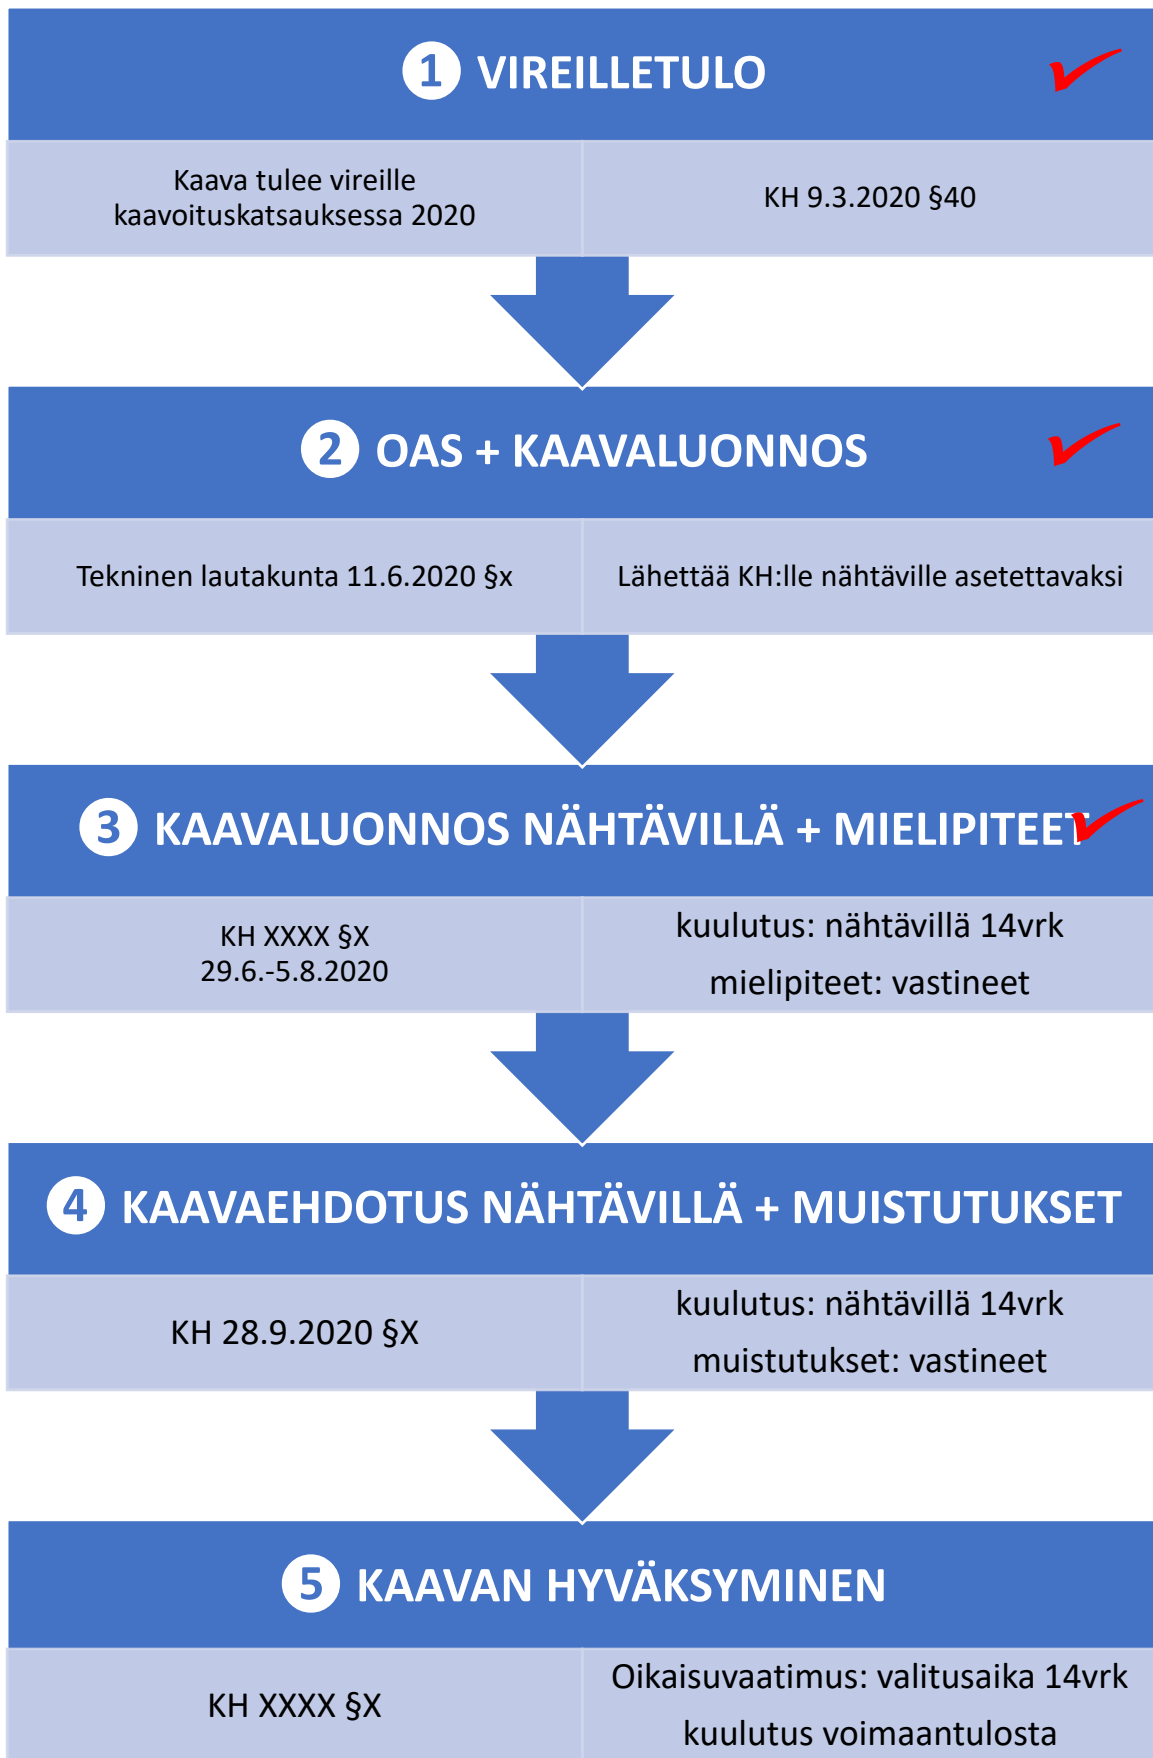 1 VIREILLETULO
Kaava tulee vireille
kaavoituskatsauksessa 2020
KH 9.3.2020 §40
2 OAS + KAAVALUONNOS
Tekninen lautakunta 11.6.2020 §x
Lähettää KH:lle nähtäville asetettavaksi
3 KAAVALUONNOS NÄHTÄVILLÄ + MIELIPITEET
KH XXXX §X
29.6.-5.8.2020
kuulutus: nähtävillä 14vrk
mielipiteet: vastineet
4 KAAVAEHDOTUS NÄHTÄVILLÄ + MUISTUTUKSET
KH 28.9.2020 §X
kuulutus: nähtävillä 14vrk
muistutukset: vastineet
5 KAAVAN HYVÄKSYMINEN
KH XXXX §X
Oikaisuvaatimus: valitusaika 14vrk
kuulutus voimaantulosta